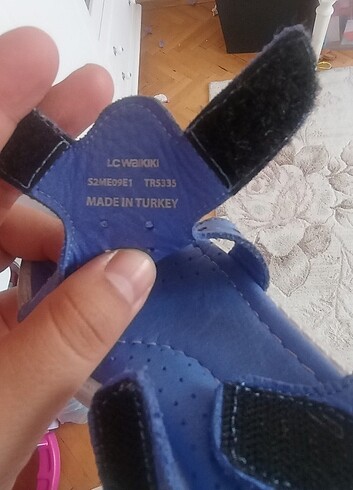 LC WAIKIKI
S2ME09E1 TR5335
MADE IN TURKEY